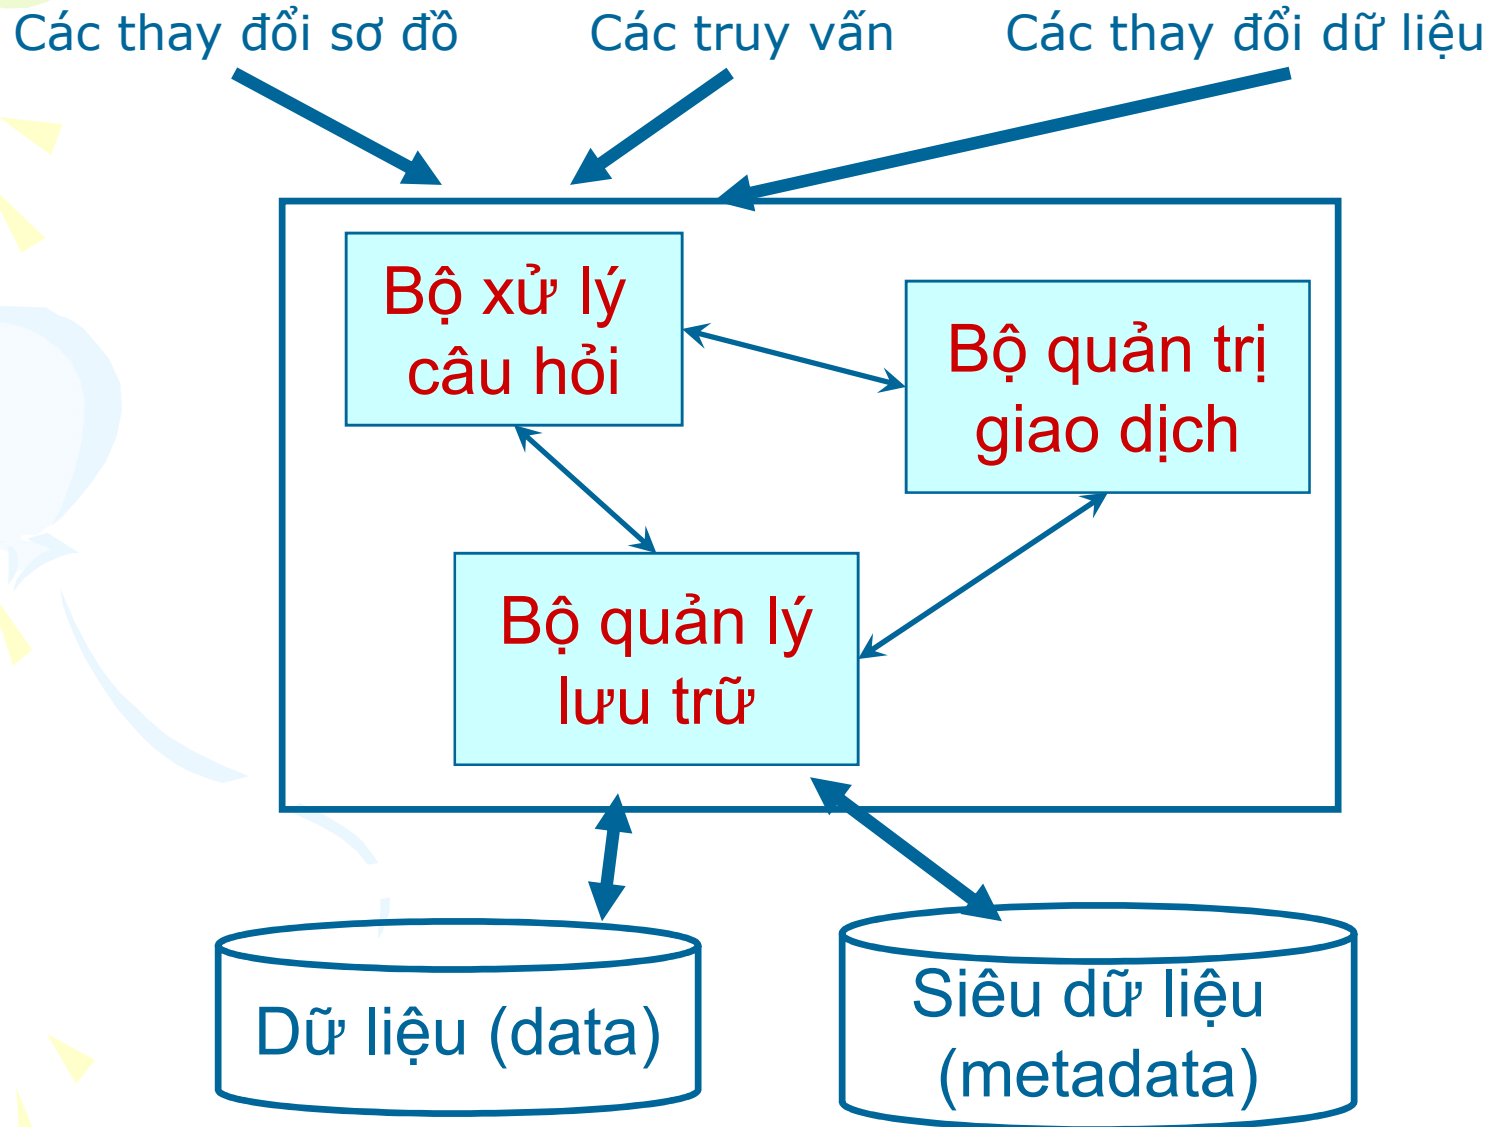 Các thay đổi sơ đồ
Các truy vấn
Các thay đổi dữ liệu
Bộ xử lý
câu hỏi
Bộ quản trị
giao dịch
Bộ quản lý
lưu trữ
Dữ liệu (data)
Siêu dữ liệu
(metadata)